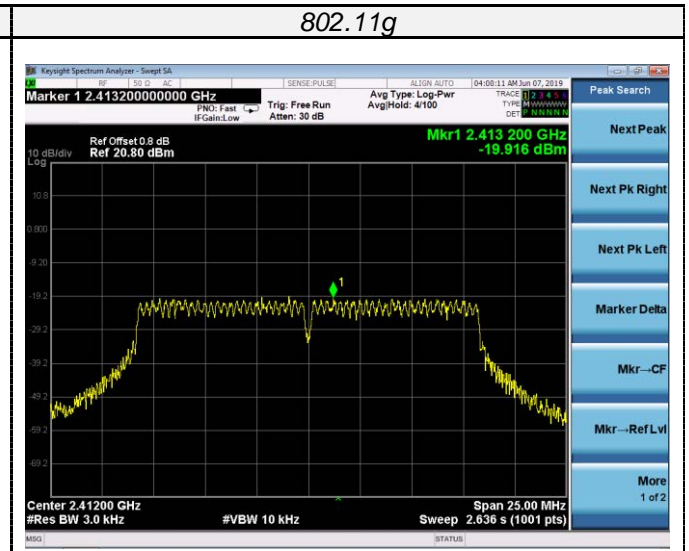 802.11g
Keysight Spectrum Analyzer - Swept SA
RF 50 Ω AC SENSE:PULSE ALIGN AUTO 04:00:11 AM Jun 07, 2019
Marker 1 2.413200000000 GHz
PNO: Fast Trig: Free Run Avg Type: Log-Pwr TRACE 1 2 3 4 5 6
IFGain:Low Atten: 30 dB Avg|Hold: 4/100 TYPE M WWWWW
DET P N N N N N
Peak Search
Ref Offset 0.8 dB Mkr1 2.413 200 GHz
10 dB/div Ref 20.80 dBm -19.916 dBm
Log
10.8
0.800
-9.20
-19.2
-29.2
-39.2
-49.2
-59.2
-69.2
1
Center 2.41200 GHz Span 25.00 MHz
#Res BW 3.0 kHz #VBW 10 kHz Sweep 2.636 s (1001 pts)
MSG STATUS
Next Peak
Next Pk Right
Next Pk Left
Marker Delta
Mkr→CF
Mkr→Ref Lvl
More
1 of 2